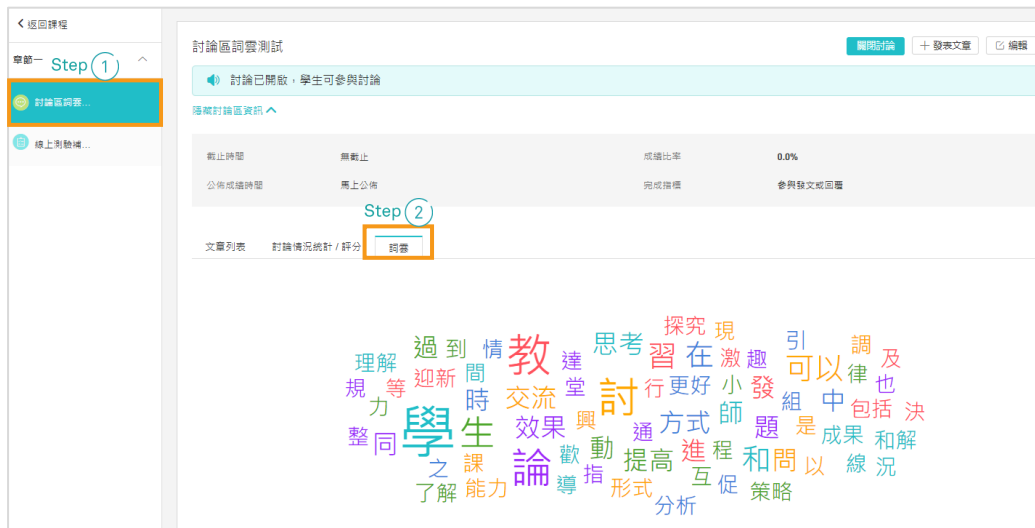 返回課程
章節一
Step 1
討論區詞雲...
線上測驗補...
討論區詞雲測試
關閉討論
發表文章
編輯
討論已開啟，學生可參與討論
隱藏討論區資訊
截止時間 無截止 成績比率 0.0%
公佈成績時間 馬上公佈 完成指標 參與發文或回覆
Step 2
文章列表 討論情況統計 / 評分 詞雲
探究 現
過 到 情 教 達 思考 習 在 激 趣 引 調 及
理解 迎新 間 可以 律
規 等 時 交流 堂 討 行 更好 小 發 組 中 也
力 包括 決
整 同 學 生 效果 興 通 方式 師 題 是 成果 和解
論 歡 動 提高 進 程 和 問 以 線 況
之 課 導 指 互 促 策略
了解 能力 形式
分析